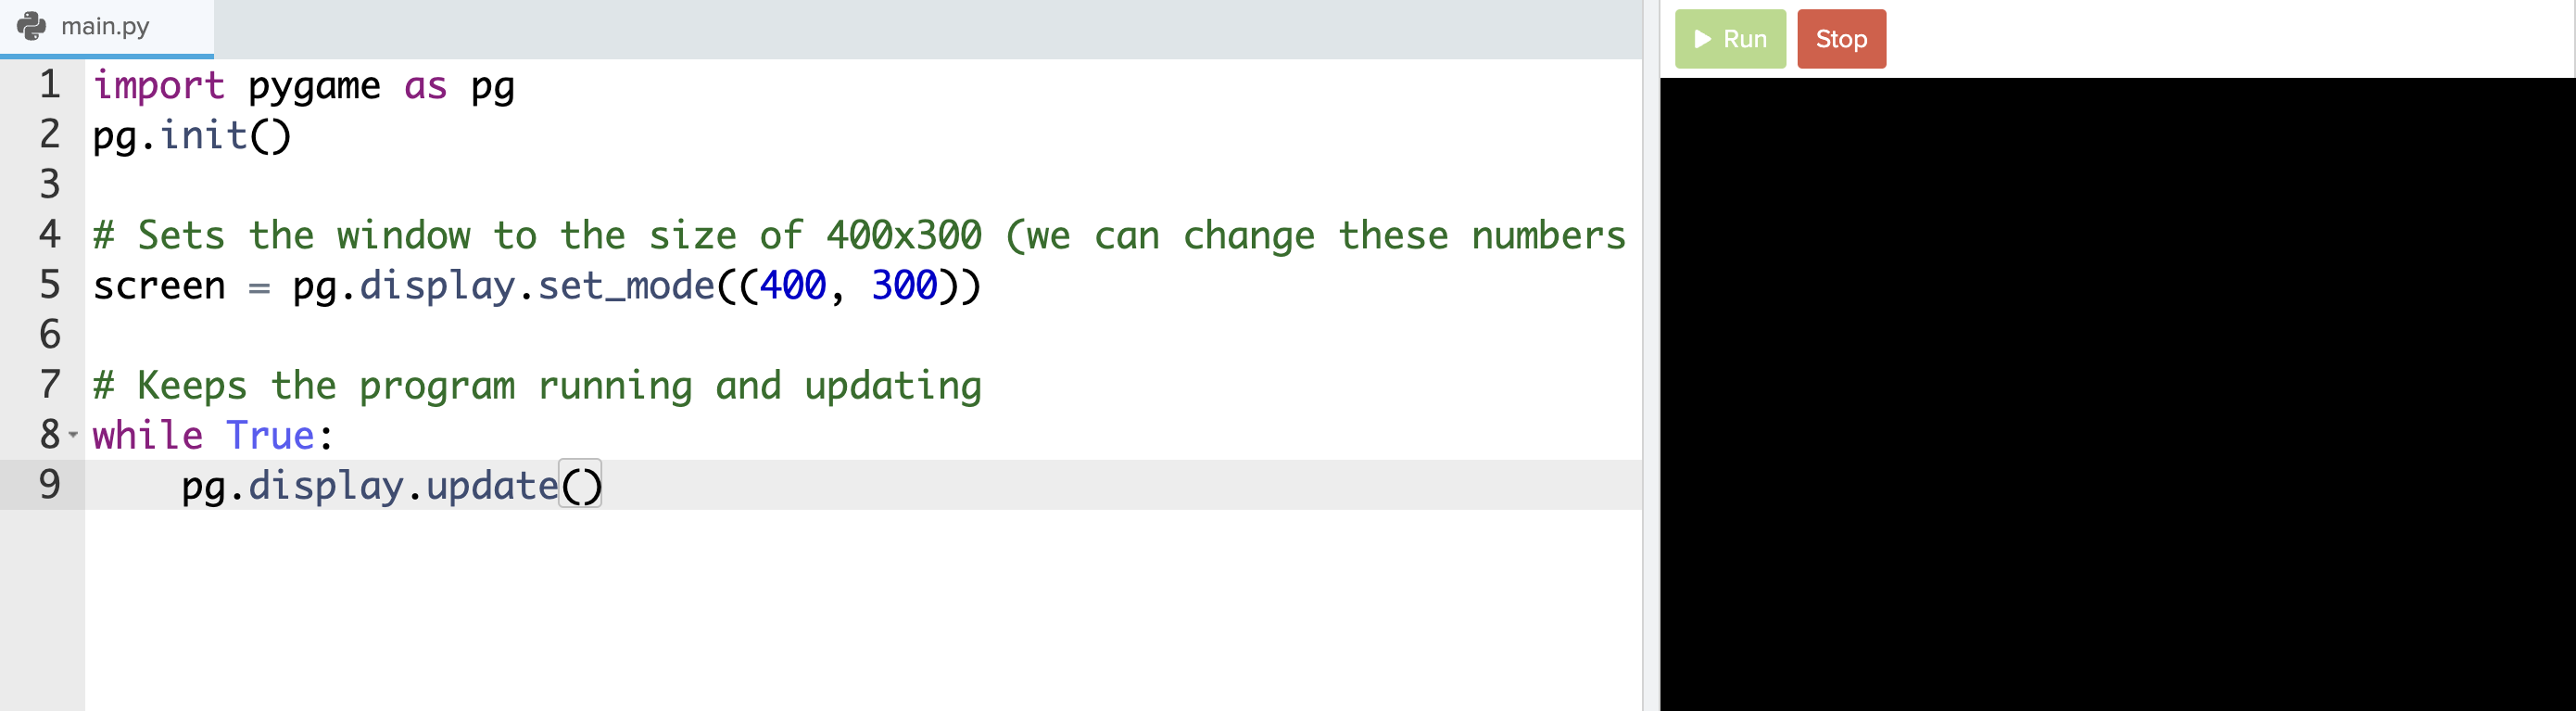 main.py
Run Stop
1 import pygame as pg
2 pg.init()
3
4 # Sets the window to the size of 400x300 (we can change these numbers
5 screen = pg.display.set_mode((400, 300))
6
7 # Keeps the program running and updating
8 while True:
9     pg.display.update()